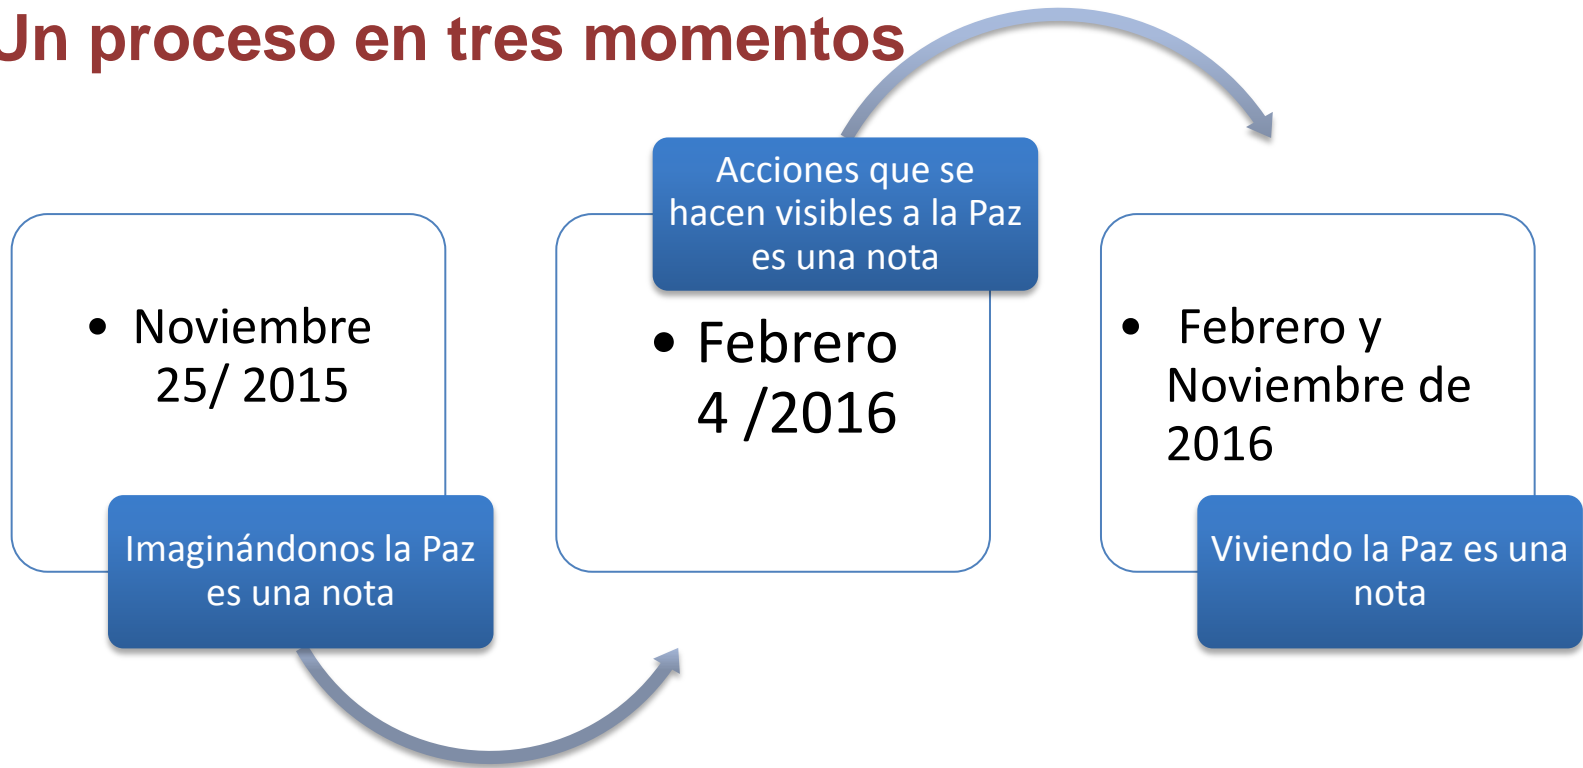 Un proceso en tres momentos
• Noviembre
25/ 2015
Imaginándonos la Paz
es una nota
Acciones que se
hacen visibles a la Paz
es una nota
• Febrero
4 /2016
• Febrero y
Noviembre de
2016
Viviendo la Paz es una
nota